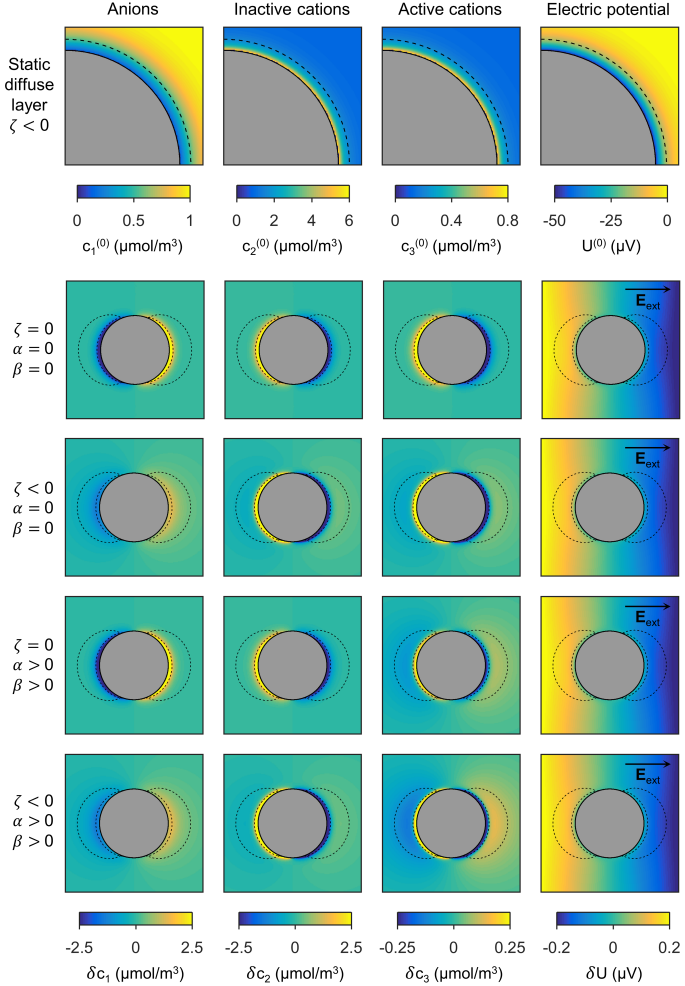 Anions Inactive cations Active cations Electric potential
Static
diffuse
layer
ζ < 0
0 0.5 1 0 2 4 6 0 0.4 0.8 -50 -25 0
c₁⁽⁰⁾ (μmol/m³) c₂⁽⁰⁾ (μmol/m³) c₃⁽⁰⁾ (μmol/m³) U⁽⁰⁾ (μV)
E_ext
ζ = 0
α = 0
β = 0
E_ext
ζ < 0
α = 0
β = 0
E_ext
ζ = 0
α > 0
β > 0
E_ext
ζ < 0
α > 0
β > 0
-2.5 0 2.5 -2.5 0 2.5 -0.25 0 0.25 -0.2 0 0.2
δc₁ (μmol/m³) δc₂ (μmol/m³) δc₃ (μmol/m³) δU (μV)